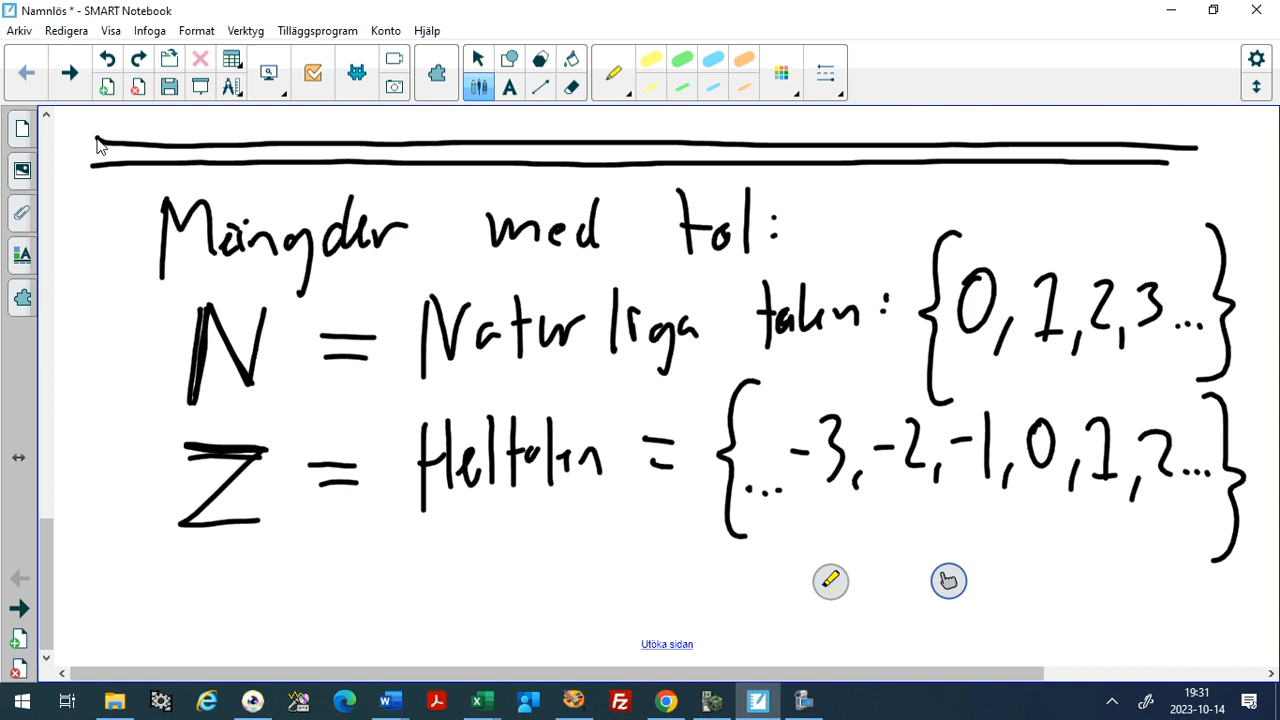 Namnlös * - SMART Notebook
Arkiv Redigera Visa Infoga Format Verktyg Tilläggsprogram Konto Hjälp
Mängder med tal:
N = Naturliga talen: {0, 1, 2, 3...}
Z = Heltalen = {... -3, -2, -1, 0, 1, 2...}
Utöka sidan
19:31
2023-10-14